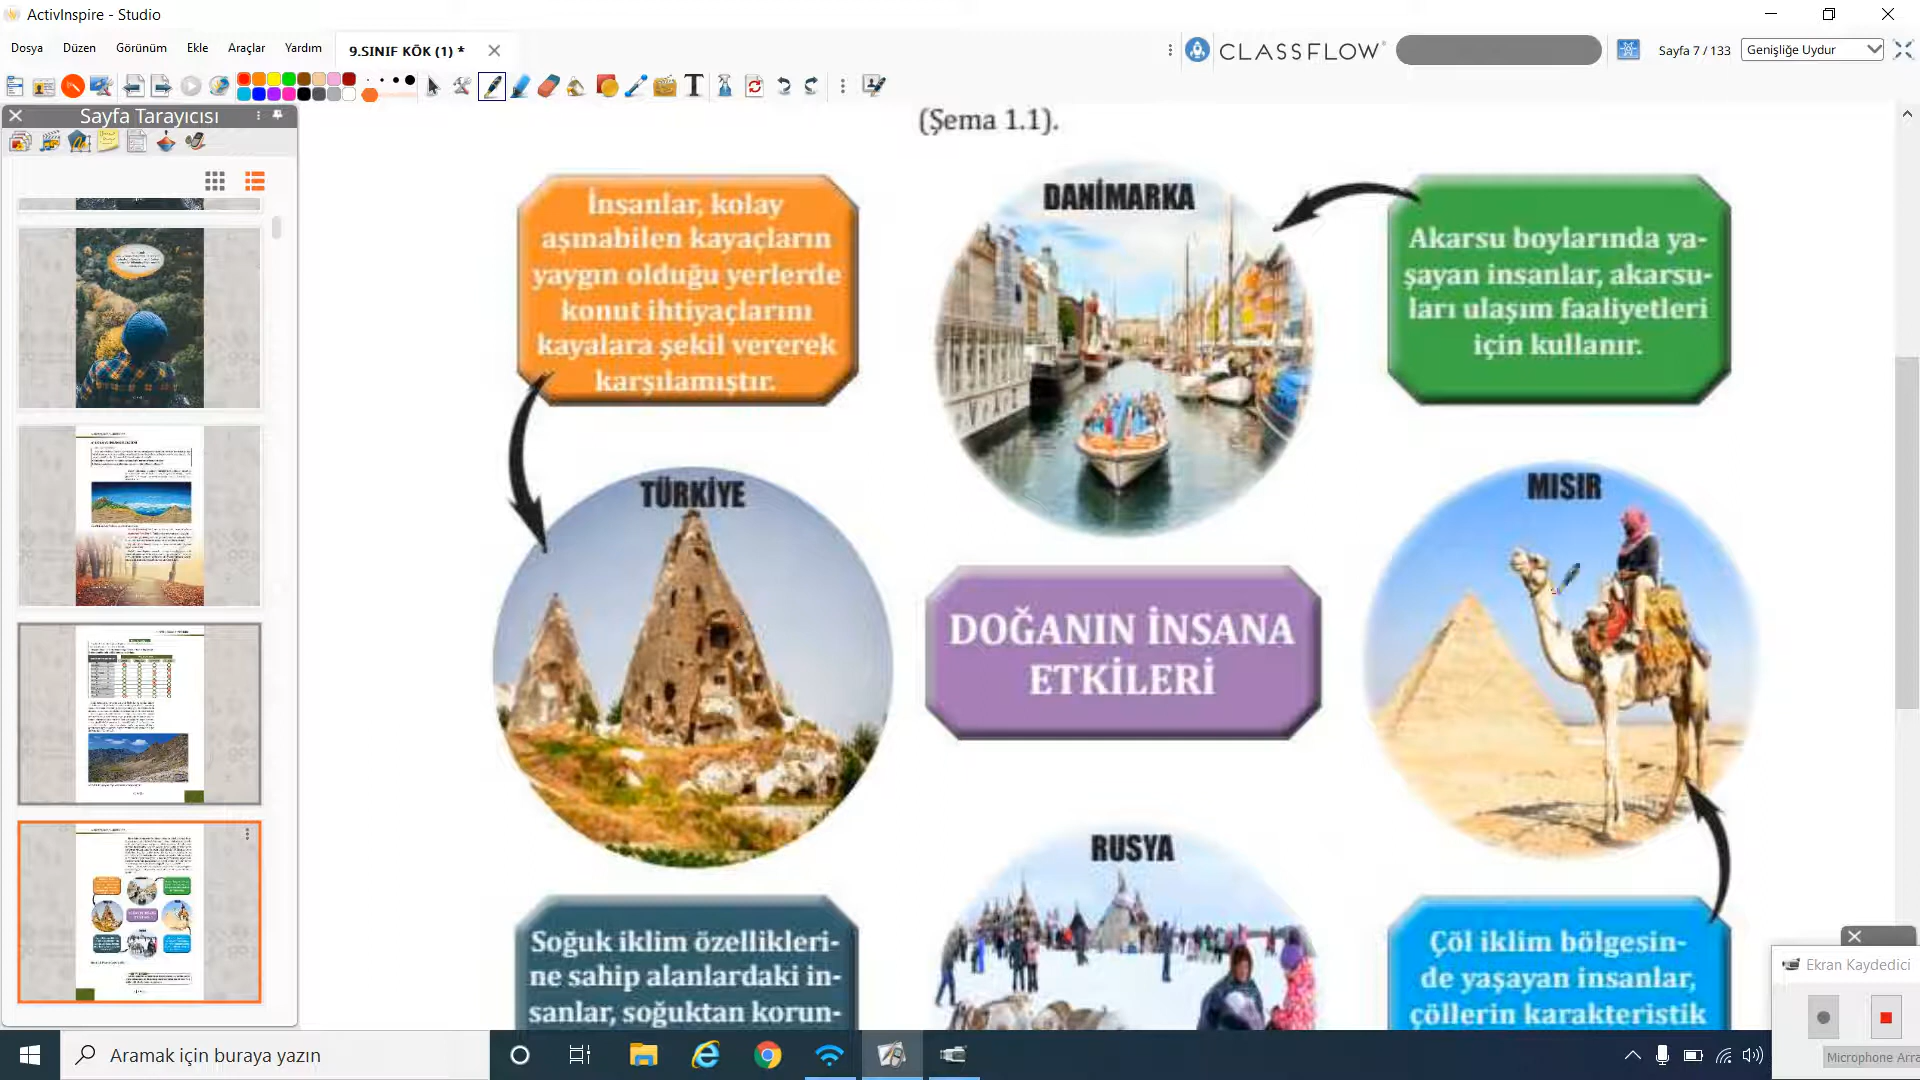 ActivInspire - Studio
Dosya Düzen Görünüm Ekle Araçlar Yardım
9.SINIF KÖK (1) *
CLASSFLOW
Sayfa 7 / 133
Genişliğe Uydur
Sayfa Tarayıcısı
(Şema 1.1).
İnsanlar, kolay
aşınabilen kayaçların
yaygın olduğu yerlerde
konut ihtiyaçlarını
kayalara şekil vererek
karşılamıştır.
DANİMARKA
Akarsu boylarında ya-
şayan insanlar, akarsu-
ları ulaşım faaliyetleri
için kullanır.
TÜRKİYE
DOĞANIN İNSANA
ETKİLERİ
MISIR
RUSYA
Soğuk iklim özellikleri-
ne sahip alanlardaki in-
sanlar, soğuktan korun-
Çöl iklim bölgesin-
de yaşayan insanlar,
çöllerin karakteristik
Ekran Kaydedici
Microphone Arra
Aramak için buraya yazın